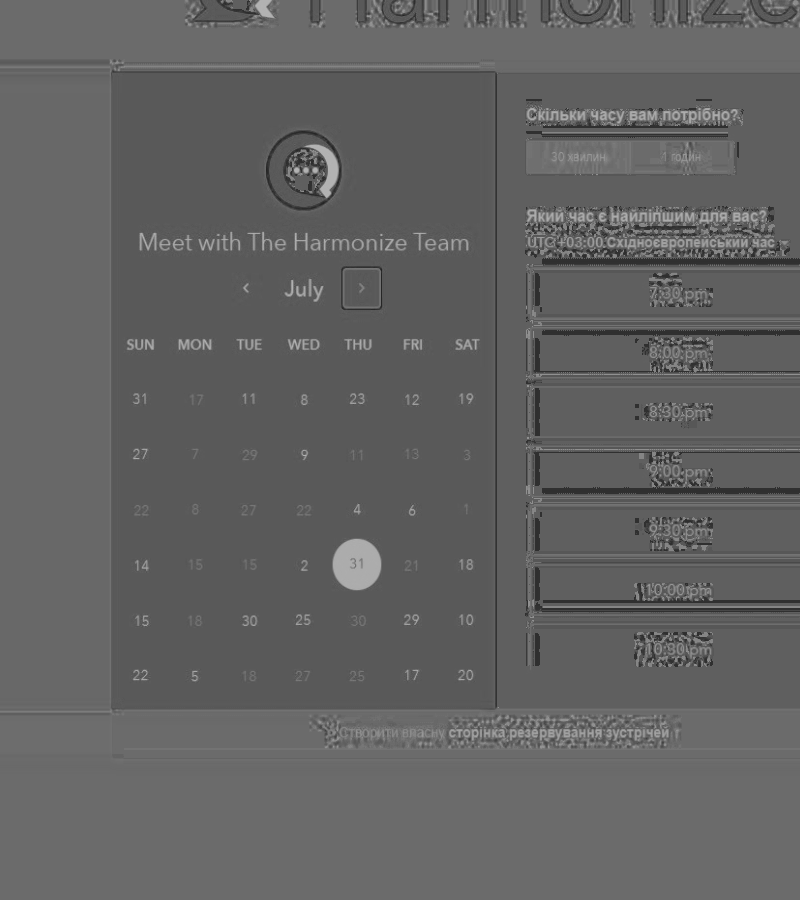 Harmonize
Meet with The Harmonize Team
July
SUN MON TUE WED THU FRI SAT
31 17 11 8 23 12 19
27 7 29 9 11 13 3
22 8 27 22 4 6 1
14 15 15 2 31 21 18
15 18 30 25 30 29 10
22 5 18 27 25 17 20
Скільки часу вам потрібно?
30 хвилин 1 годин
Який час є найліпшим для вас?
UTC +03:00 Східноєвропейський час
7:30 pm
8:00 pm
8:30 pm
9:00 pm
9:30 pm
10:00 pm
10:30 pm
Створити власну сторінка резервування зустрічей